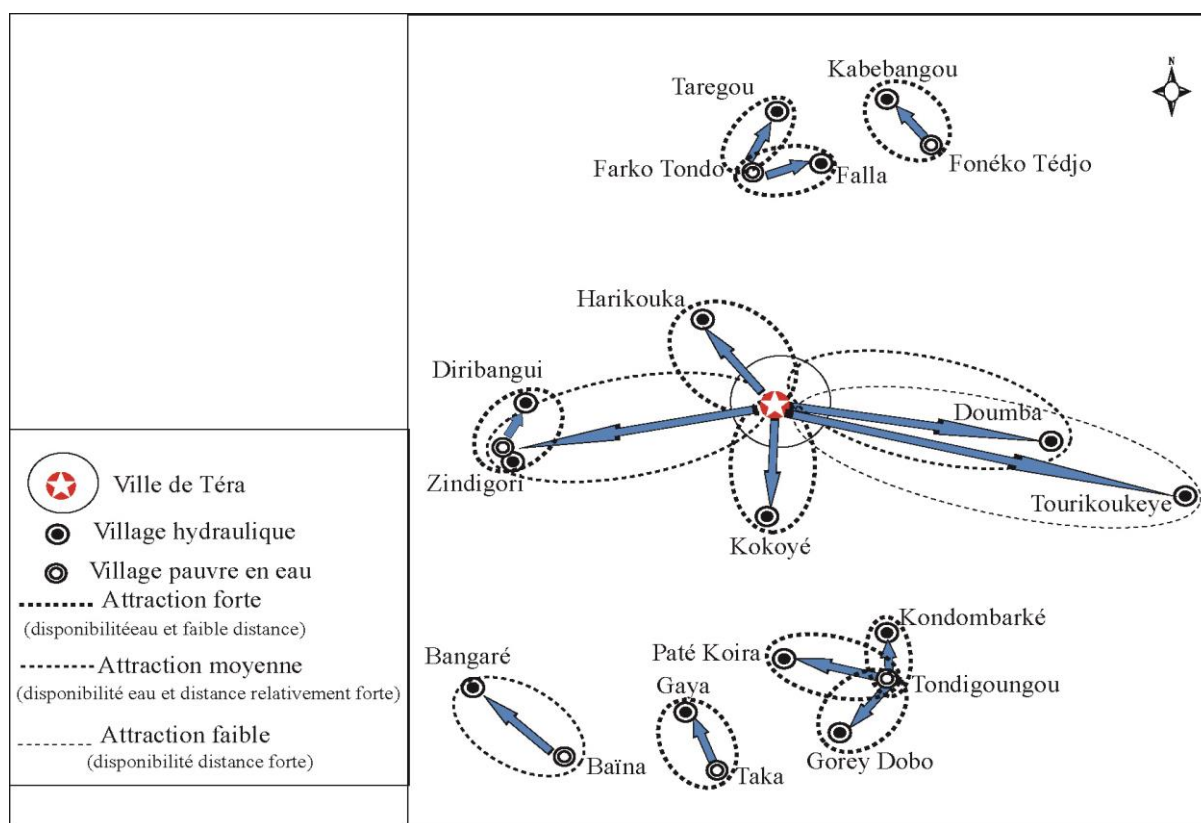 N
Kabebangou
Taregou
Farko Tondo
Falla
Fonéko Tédjo
Harikouka
Diribangui
Doumba
Zindigori
Tourikoukeye
Kokoyé
Kondombarké
Paté Koira
Bangaré
Gaya
Tondigoungou
Gorey Dobo
Baïna
Taka
Ville de Téra
Village hydraulique
Village pauvre en eau
Attraction forte
(disponibilitéeau et faible distance)
Attraction moyenne
(disponibilité eau et distance relativement forte)
Attraction faible
(disponibilité distance forte)